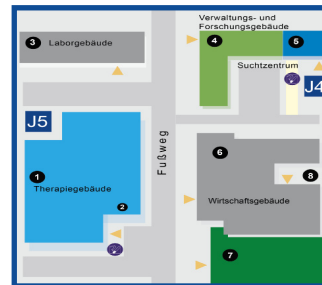 Verwaltungs- und
Forschungsgebäude
3 Laborgebäude
4
5
Suchtzentrum
J4
J5
Fußweg
6
1
Therapiegebäude
8
2
Wirtschaftsgebäude
7